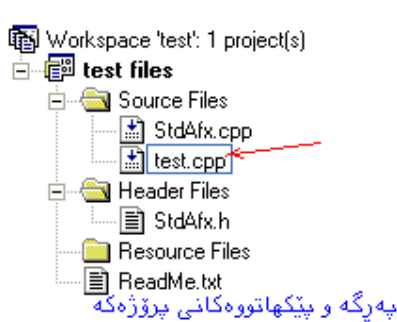 Workspace 'test': 1 project(s)
test files
Source Files
StdAfx.cpp
test.cpp
Header Files
StdAfx.h
Resource Files
ReadMe.txt
پەڕگە و پێکهاتووەکانی پرۆژەکە